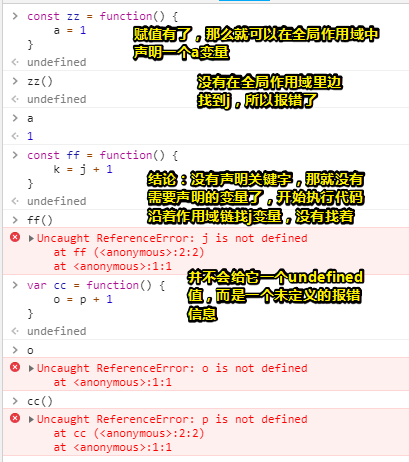 const zz = function() {
a = 1
}
赋值有了，那么就可以在全局作用域中
声明一个a变量
undefined
zz()
没有在全局作用域里边
找到j，所以报错了
undefined
a
1
const ff = function() {
k = j + 1
}
结论：没有声明关键字，那就没有
需要声明的变量了，开始执行代码
沿着作用域链找j变量，没有找着
undefined
ff()
Uncaught ReferenceError: j is not defined
at ff (<anonymous>:2:2)
at <anonymous>:1:1
并不会给它一个undefined
值，而是一个未定义的报错
信息
var cc = function() {
o = p + 1
}
undefined
o
Uncaught ReferenceError: o is not defined
at <anonymous>:1:1
cc()
Uncaught ReferenceError: p is not defined
at cc (<anonymous>:2:2)
at <anonymous>:1:1